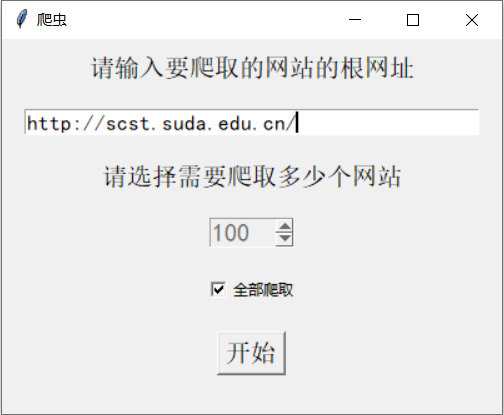 爬虫
请输入要爬取的网站的根网址
http://scst.suda.edu.cn/
请选择需要爬取多少个网站
100
全部爬取
开始